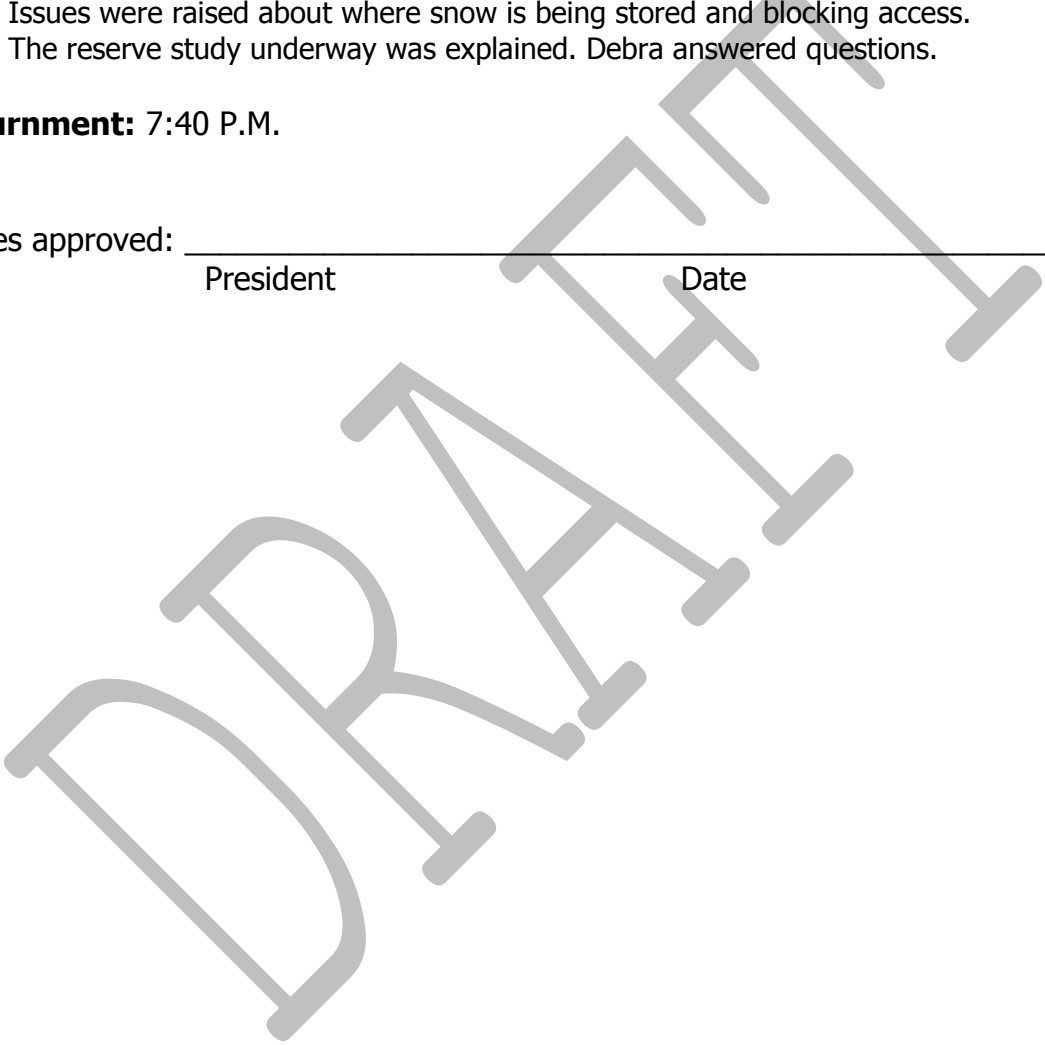 Issues were raised about where snow is being stored and blocking access.
The reserve study underway was explained. Debra answered questions.
urnment: 7:40 P.M.
es approved: ______________________________________________
President Date
DRAFT